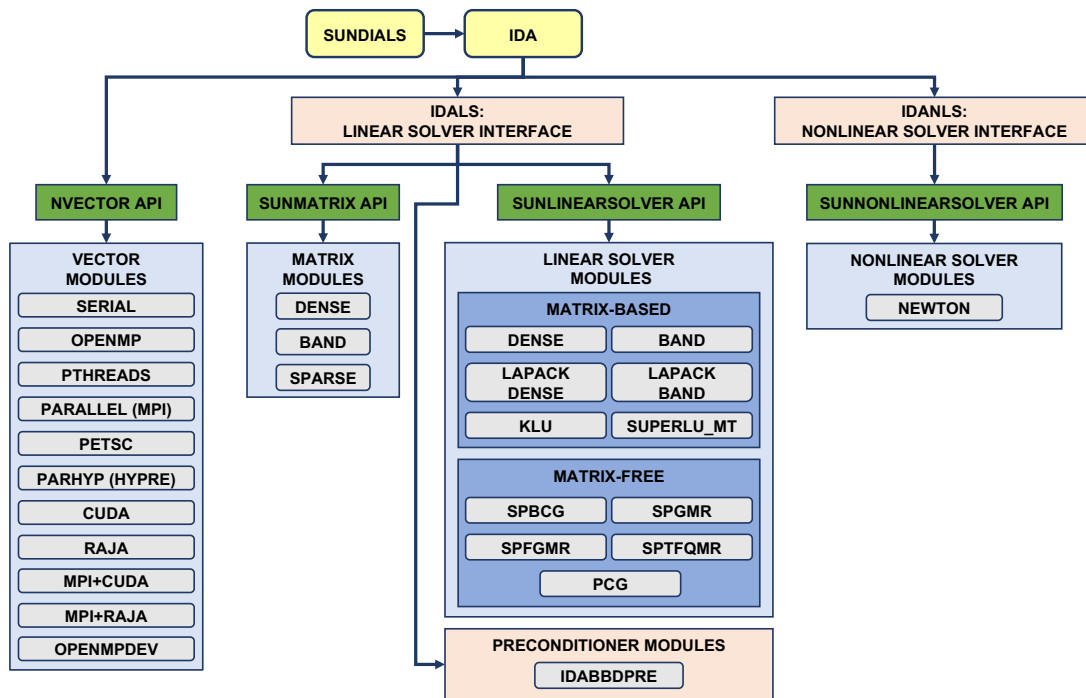 SUNDIALS
IDA
IDALS:
LINEAR SOLVER INTERFACE
IDANLS:
NONLINEAR SOLVER INTERFACE
NVECTOR API
SUNMATRIX API
SUNLINEARSOLVER API
SUNNONLINEARSOLVER API
VECTOR
MODULES
SERIAL
OPENMP
PTHREADS
PARALLEL (MPI)
PETSC
PARHYP (HYPRE)
CUDA
RAJA
MPI+CUDA
MPI+RAJA
OPENMPDEV
MATRIX
MODULES
DENSE
BAND
SPARSE
LINEAR SOLVER
MODULES
MATRIX-BASED
DENSE
BAND
LAPACK
DENSE
LAPACK
BAND
KLU
SUPERLU_MT
MATRIX-FREE
SPBCG
SPGMR
SPFGMR
SPTFQMR
PCG
PRECONDITIONER MODULES
IDABBDPRE
NONLINEAR SOLVER
MODULES
NEWTON